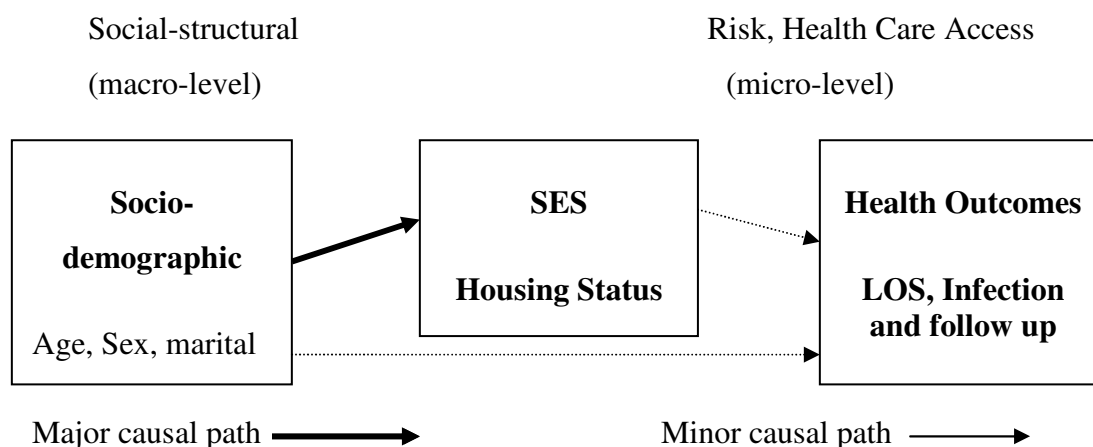 Social-structural
(macro-level)
Risk, Health Care Access
(micro-level)
Socio-
demographic
Age, Sex, marital
SES
Housing Status
Health Outcomes
LOS, Infection
and follow up
Major causal path
Minor causal path